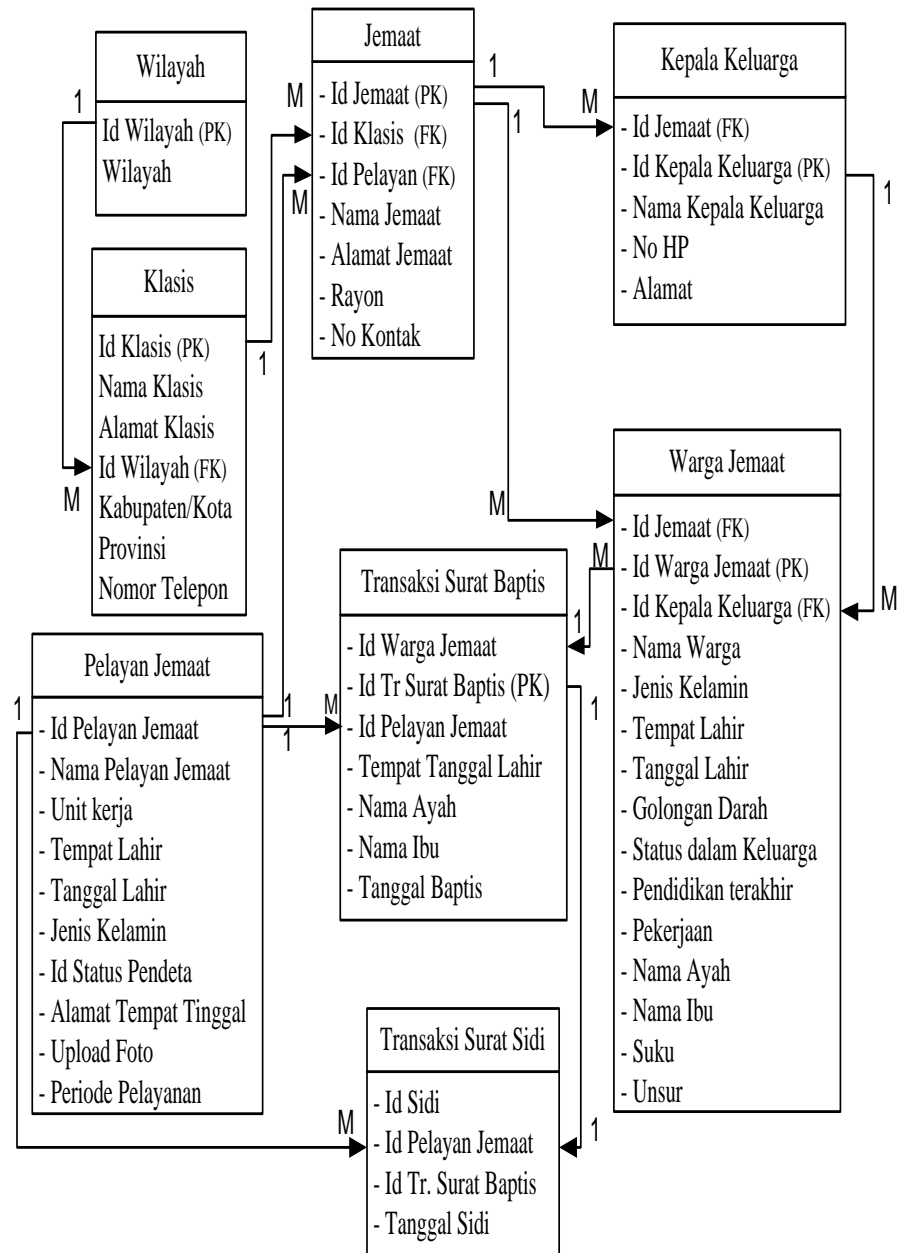 Wilayah
1
Id Wilayah (PK)
Wilayah
Klasis
Id Klasis (PK)
Nama Klasis
Alamat Klasis
Id Wilayah (FK)
Kabupaten/Kota
Provinsi
Nomor Telepon
M
1
Jemaat
M
- Id Jemaat (PK)
- Id Klasis (FK)
- Id Pelayan (FK)
M
- Nama Jemaat
- Alamat Jemaat
- Rayon
- No Kontak
1
1
Kepala Keluarga
M
- Id Jemaat (FK)
- Id Kepala Keluarga (PK)
- Nama Kepala Keluarga
- No HP
- Alamat
1
Warga Jemaat
M
- Id Jemaat (FK)
M
- Id Warga Jemaat (PK)
- Id Kepala Keluarga (FK)
M
- Nama Warga
- Jenis Kelamin
- Tempat Lahir
- Tanggal Lahir
- Golongan Darah
- Status dalam Keluarga
- Pendidikan terakhir
- Pekerjaan
- Nama Ayah
- Nama Ibu
- Suku
- Unsur
Transaksi Surat Baptis
1
- Id Warga Jemaat
- Id Tr Surat Baptis (PK)
M
- Id Pelayan Jemaat
- Tempat Tanggal Lahir
- Nama Ayah
- Nama Ibu
- Tanggal Baptis
1
Pelayan Jemaat
1
- Id Pelayan Jemaat
- Nama Pelayan Jemaat
- Unit kerja
- Tempat Lahir
- Tanggal Lahir
- Jenis Kelamin
- Id Status Pendeta
- Alamat Tempat Tinggal
- Upload Foto
- Periode Pelayanan
1
1
Transaksi Surat Sidi
M
- Id Sidi
- Id Pelayan Jemaat
- Id Tr. Surat Baptis
- Tanggal Sidi
1